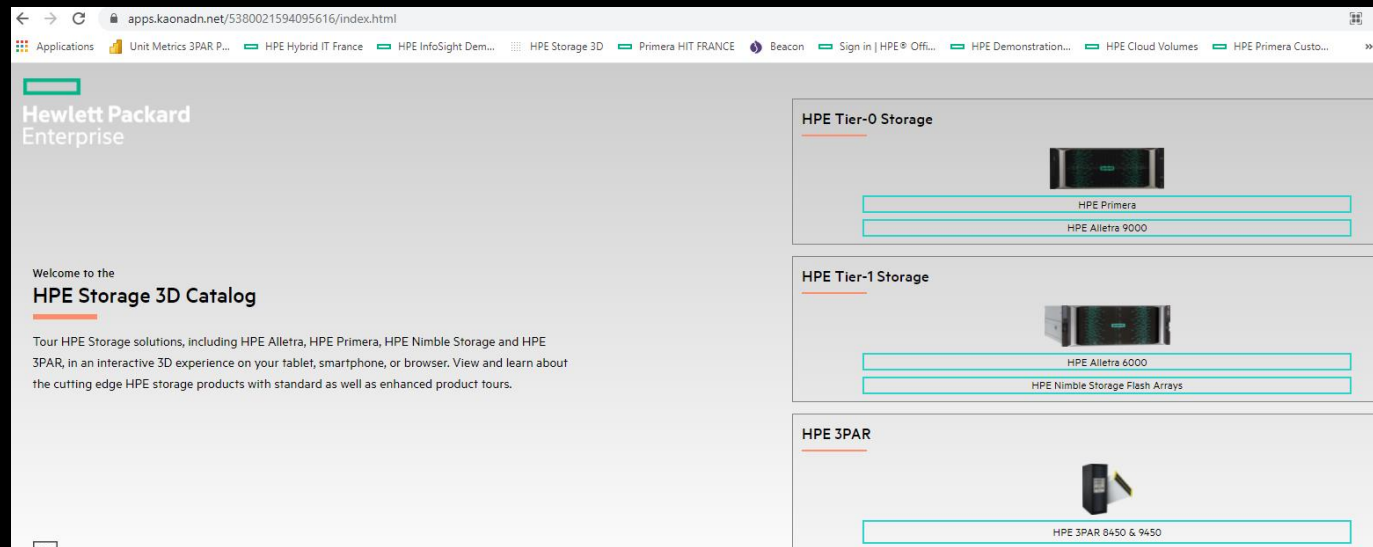 apps.kaonadn.net/5380021594095616/index.html
Applications Unit Metrics 3PAR P... HPE Hybrid IT France HPE InfoSight Dem... HPE Storage 3D Primera HIT FRANCE Beacon Sign in | HPE® Offi... HPE Demonstration... HPE Cloud Volumes HPE Primera Custo... »
Hewlett Packard
Enterprise
Welcome to the
HPE Storage 3D Catalog
Tour HPE Storage solutions, including HPE Alletra, HPE Primera, HPE Nimble Storage and HPE
3PAR, in an interactive 3D experience on your tablet, smartphone, or browser. View and learn about
the cutting edge HPE storage products with standard as well as enhanced product tours.
HPE Tier-0 Storage
HPE Primera
HPE Alletra 9000
HPE Tier-1 Storage
HPE Alletra 6000
HPE Nimble Storage Flash Arrays
HPE 3PAR
HPE 3PAR 8450 & 9450